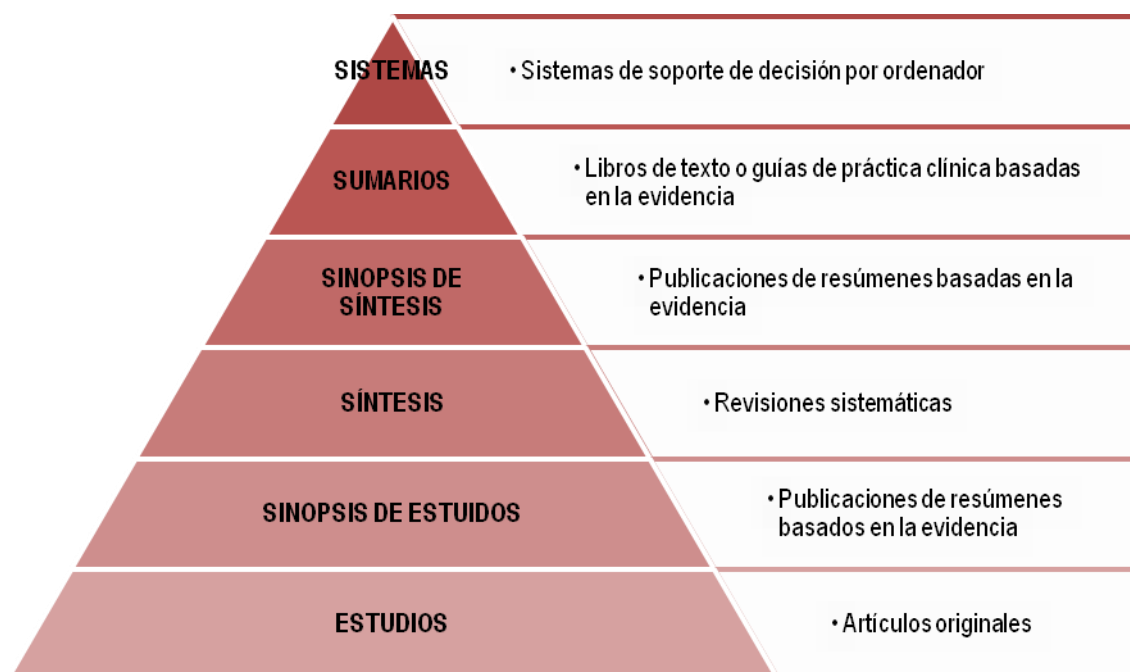 SISTEMAS
• Sistemas de soporte de decisión por ordenador
SUMARIOS
• Libros de texto o guías de práctica clínica basadas
en la evidencia
SINOPSIS DE
SÍNTESIS
• Publicaciones de resúmenes basadas en la
evidencia
SÍNTESIS
• Revisiones sistemáticas
SINOPSIS DE ESTUIDOS
• Publicaciones de resúmenes
basados en la evidencia
ESTUDIOS
• Artículos originales